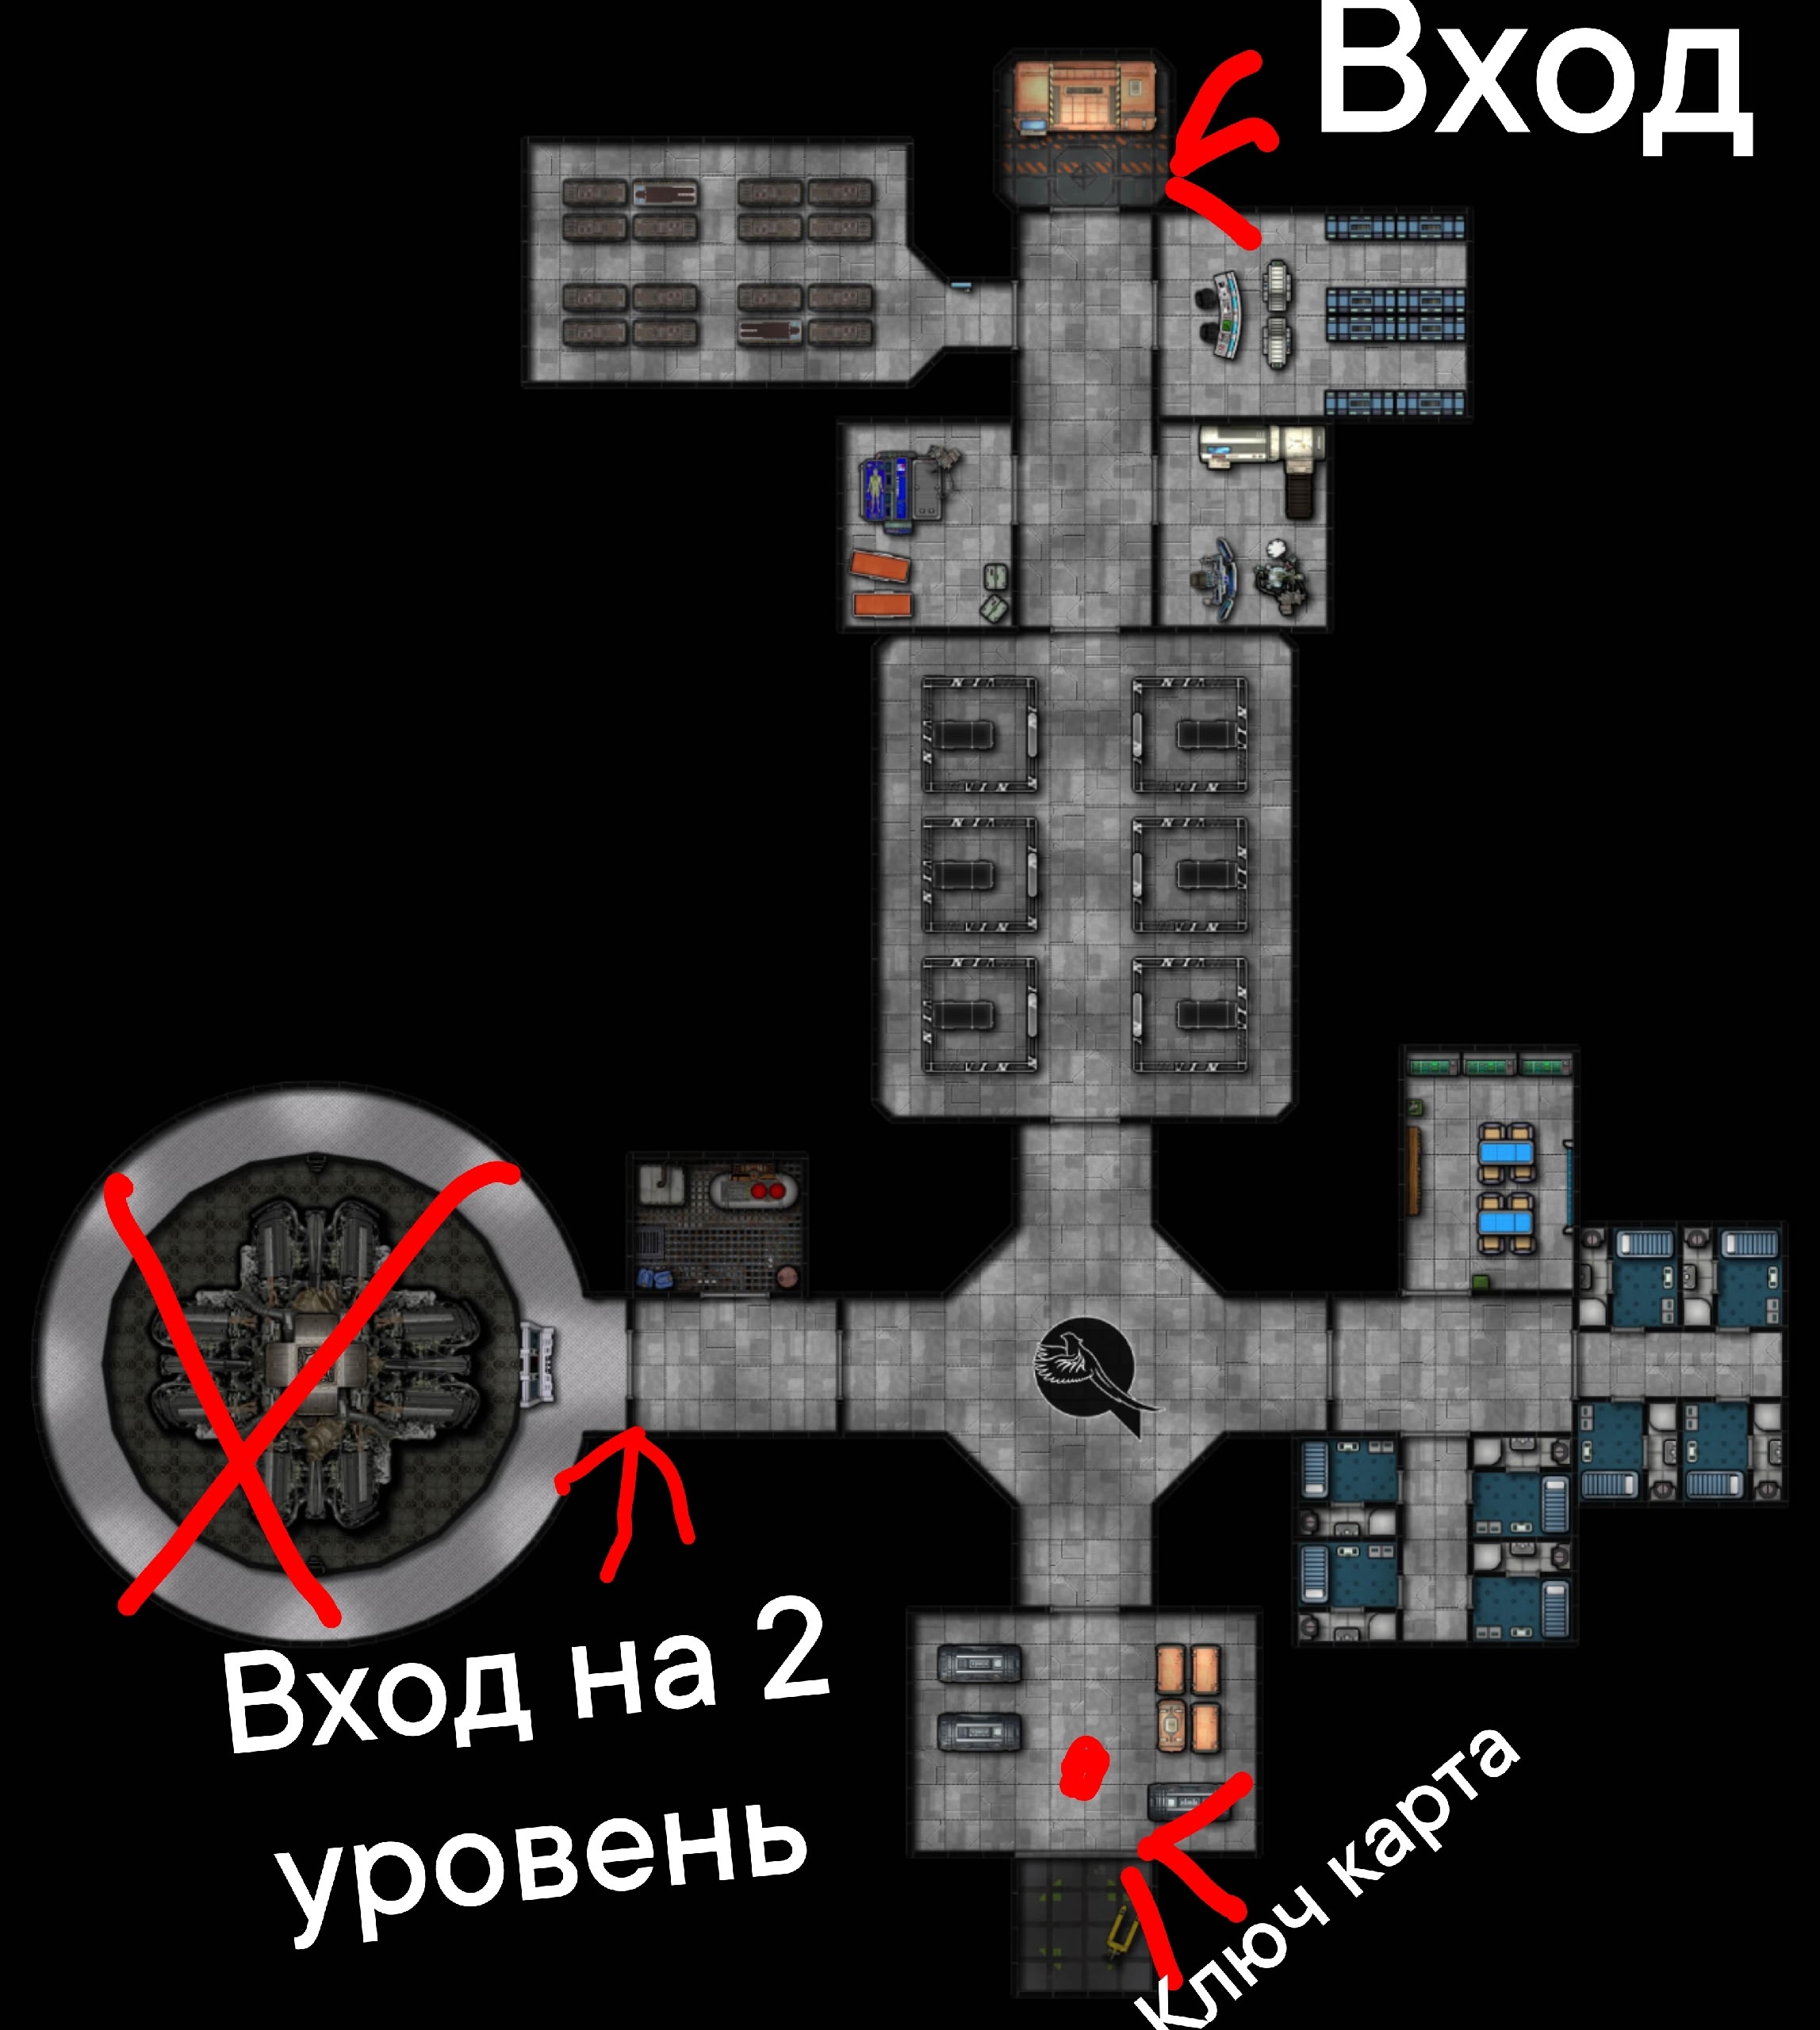 Вход
Вход на 2
уровень
Ключ карта